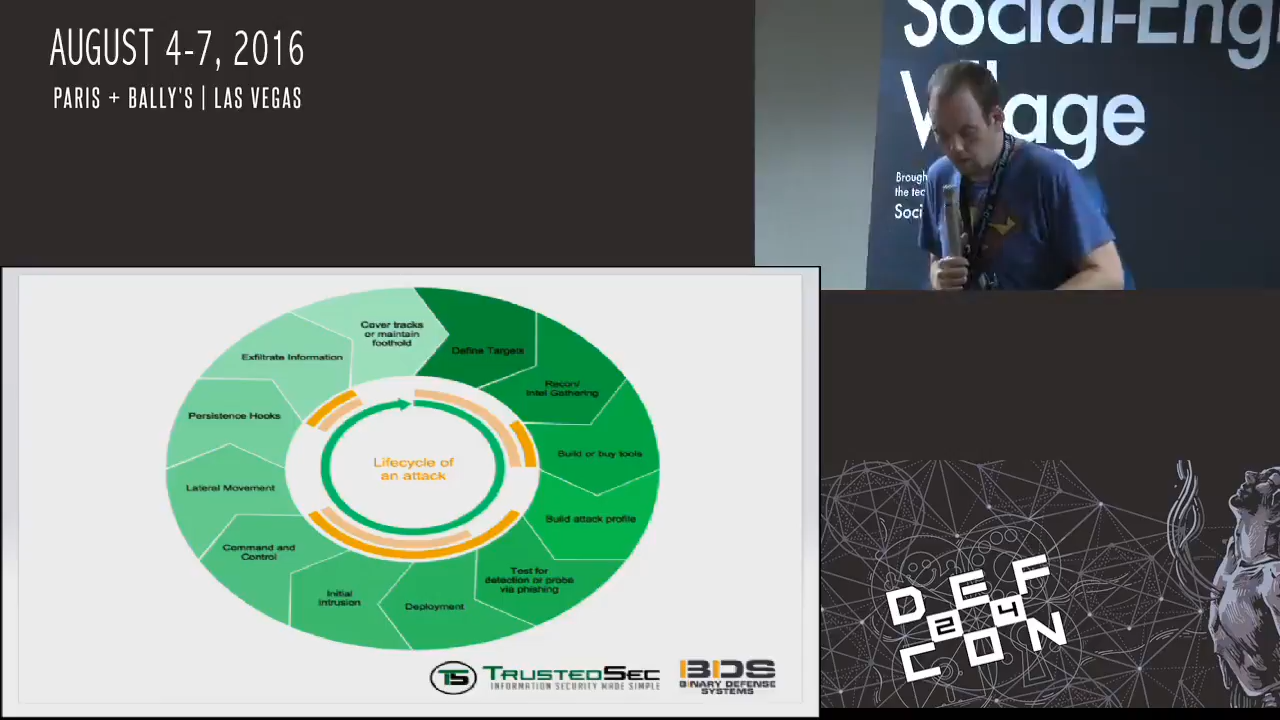 AUGUST 4-7, 2016
PARIS + BALLY'S | LAS VEGAS
Social-Eng
Village
Brough
the tec
Soci
Cover tracks
or maintain
foothold
Define Targets
Recon/
Intel Gathering
Build or buy tools
Build attack profile
Test for
detection or probe
via phishing
Deployment
Initial
Intrusion
Command and
Control
Lateral Movement
Persistence Hooks
Exfiltrate Information
Lifecycle of
an attack
TS TRUSTEDSEC
INFORMATION SECURITY MADE SIMPLE
BDS
BINARY DEFENSE
SYSTEMS
DEF
24
CON